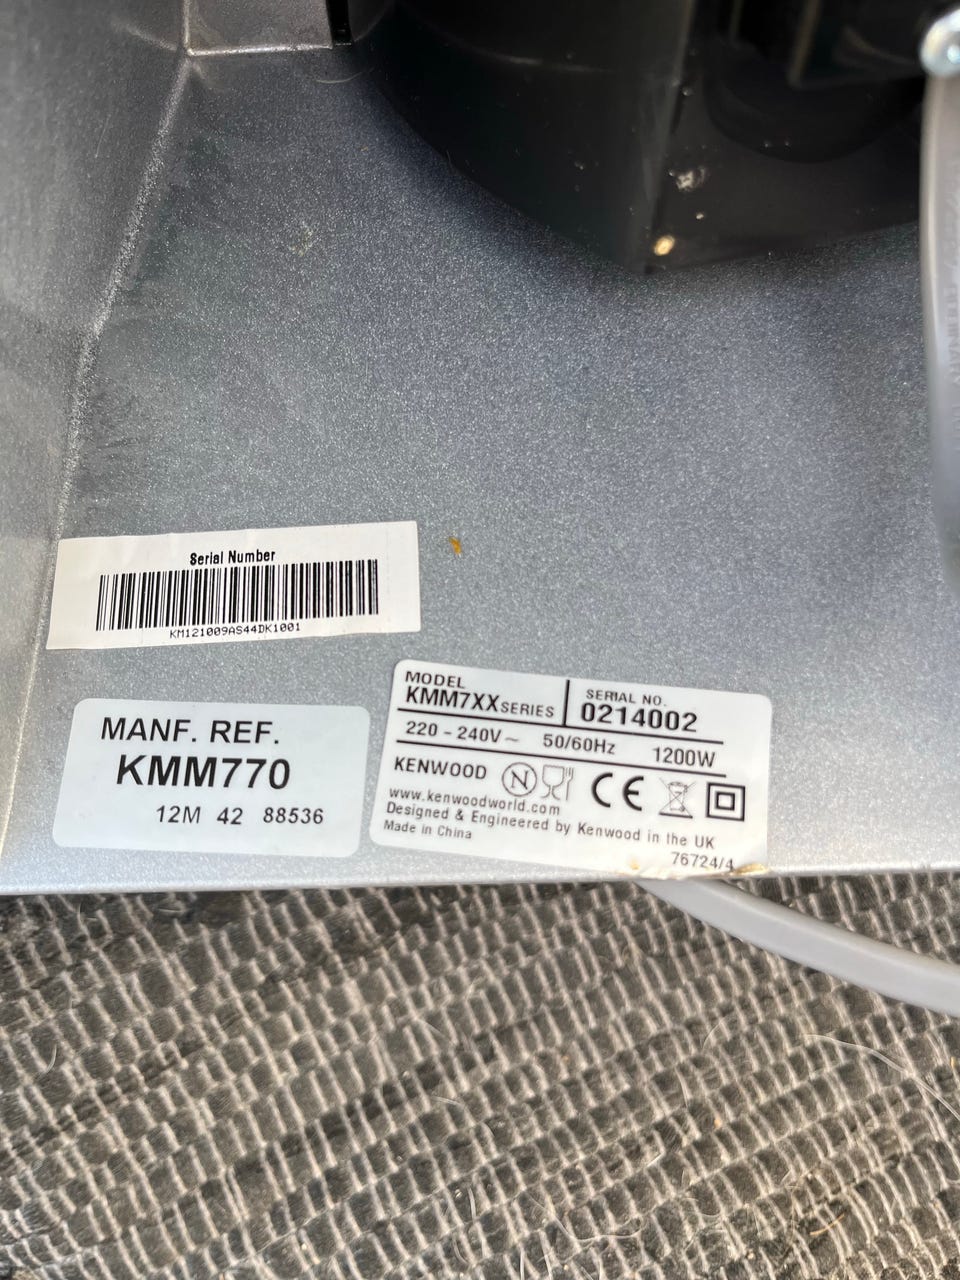 Serial Number
KM121009AS44DK1001
MANF. REF.
KMM770
12M 42 88536
MODEL
KMM7XX SERIES
SERIAL NO.
0214002
220 - 240V ~ 50/60Hz 1200W
KENWOOD N CE
www.kenwoodworld.com
Designed & Engineered by Kenwood in the UK
Made in China
76724/4